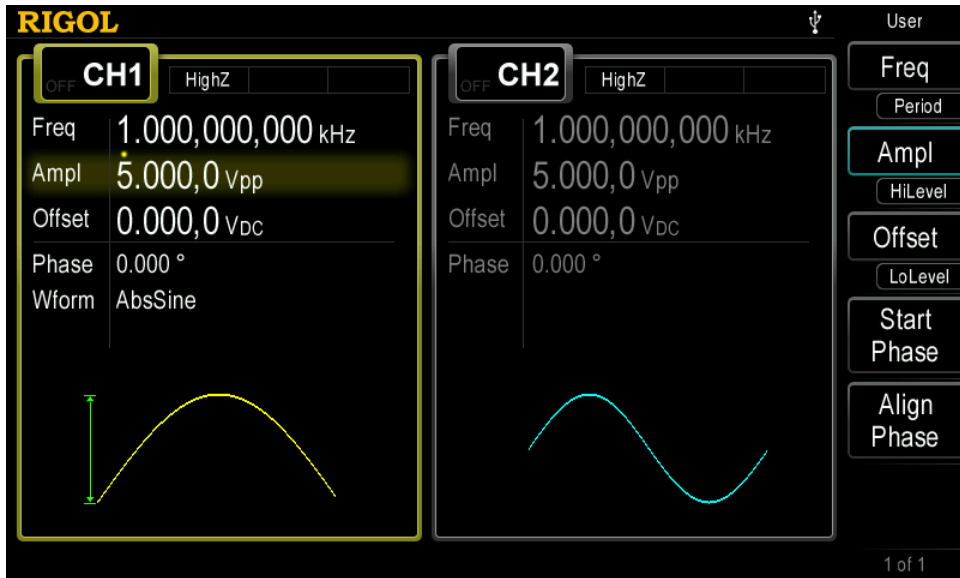 RIGOL
User
OFF CH1 HighZ
Freq 1.000,000,000 kHz
Ampl 5.000,0 Vpp
Offset 0.000,0 VDC
Phase 0.000 °
Wform AbsSine
OFF CH2 HighZ
Freq 1.000,000,000 kHz
Ampl 5.000,0 Vpp
Offset 0.000,0 VDC
Phase 0.000 °
Freq
Period
Ampl
HiLevel
Offset
LoLevel
Start
Phase
Align
Phase
1 of 1